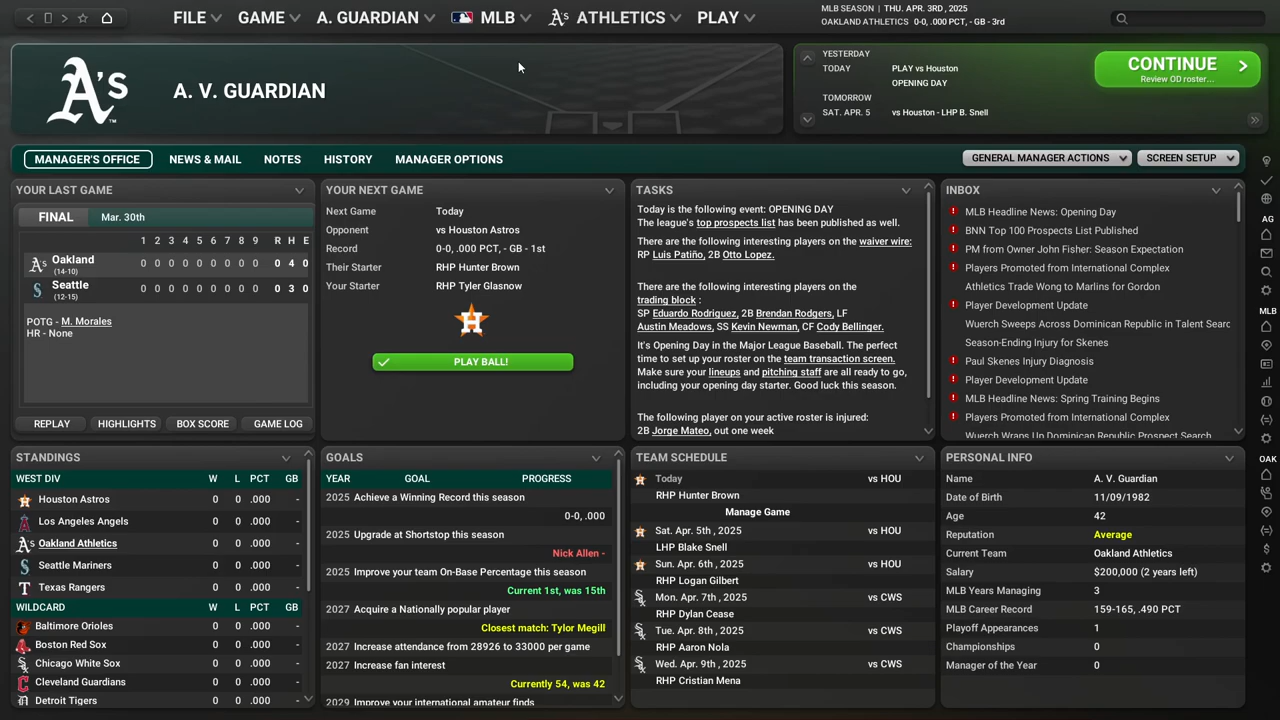 FILE GAME A. GUARDIAN MLB ATHLETICS PLAY
MLB SEASON | THU. APR. 3RD, 2025
OAKLAND ATHLETICS 0-0, .000 PCT, - GB - 3rd
A's
A. V. GUARDIAN
YESTERDAY
TODAY PLAY vs Houston
OPENING DAY
TOMORROW
SAT. APR. 5 vs Houston - LHP B. Snell
CONTINUE
Review OD roster...
MANAGER'S OFFICE NEWS & MAIL NOTES HISTORY MANAGER OPTIONS
GENERAL MANAGER ACTIONS SCREEN SETUP
YOUR LAST GAME
FINAL Mar. 30th
1 2 3 4 5 6 7 8 9 R H E
Oakland 0 0 0 0 0 0 0 0 0 0 4 0
(14-10)
Seattle 0 0 0 0 0 0 0 0 0 0 3 0
(12-15)
POTG - M. Morales
HR - None
REPLAY HIGHLIGHTS BOX SCORE GAME LOG
YOUR NEXT GAME
Next Game Today
Opponent vs Houston Astros
Record 0-0, .000 PCT, - GB - 1st
Their Starter RHP Hunter Brown
Your Starter RHP Tyler Glasnow
H
PLAY BALL!
TASKS
Today is the following event: OPENING DAY
The league's top prospects list has been published as well.
There are the following interesting players on the waiver wire:
RP Luis Patiño, 2B Otto Lopez.
There are the following interesting players on the
trading block :
SP Eduardo Rodriguez, 2B Brendan Rodgers, LF
Austin Meadows, SS Kevin Newman, CF Cody Bellinger.
It's Opening Day in the Major League Baseball. The perfect
time to set up your roster on the team transaction screen.
Make sure your lineups and pitching staff are all ready to go,
including your opening day starter. Good luck this season.
The following player on your active roster is injured:
2B Jorge Mateo, out one week
INBOX
MLB Headline News: Opening Day
BNN Top 100 Prospects List Published
PM from Owner John Fisher: Season Expectation
Players Promoted from International Complex
Athletics Trade Wong to Marlins for Gordon
Player Development Update
Wuerch Sweeps Across Dominican Republic in Talent Searc
Season-Ending Injury for Skenes
Paul Skenes Injury Diagnosis
Player Development Update
MLB Headline News: Spring Training Begins
Players Promoted from International Complex
Wuerch Wraps Up Dominican Republic Prospect Search
AG
MLB
OAK
STANDINGS
WEST DIV W L PCT GB
Houston Astros 0 0 .000 -
Los Angeles Angels 0 0 .000 -
Oakland Athletics 0 0 .000 -
Seattle Mariners 0 0 .000 -
Texas Rangers 0 0 .000 -
WILDCARD W L PCT GB
Baltimore Orioles 0 0 .000 -
Boston Red Sox 0 0 .000 -
Chicago White Sox 0 0 .000 -
Cleveland Guardians 0 0 .000 -
Detroit Tigers 0 0 .000 -
GOALS
YEAR GOAL PROGRESS
2025 Achieve a Winning Record this season
0-0, .000
2025 Upgrade at Shortstop this season
Nick Allen -
2025 Improve your team On-Base Percentage this season
Current 1st, was 15th
2027 Acquire a Nationally popular player
Closest match: Tylor Megill
2027 Increase attendance from 28926 to 33000 per game
2027 Increase fan interest
Currently 54, was 42
2029 Improve your international amateur finds
TEAM SCHEDULE
Today vs HOU
RHP Hunter Brown
Manage Game
Sat. Apr. 5th , 2025 vs HOU
LHP Blake Snell
Sun. Apr. 6th , 2025 vs HOU
RHP Logan Gilbert
Mon. Apr. 7th , 2025 vs CWS
RHP Dylan Cease
Tue. Apr. 8th , 2025 vs CWS
RHP Aaron Nola
Wed. Apr. 9th , 2025 vs CWS
RHP Cristian Mena
PERSONAL INFO
Name A. V. Guardian
Date of Birth 11/09/1982
Age 42
Reputation Average
Current Team Oakland Athletics
Salary $200,000 (2 years left)
MLB Years Managing 3
MLB Career Record 159-165, .490 PCT
Playoff Appearances 1
Championships 0
Manager of the Year 0